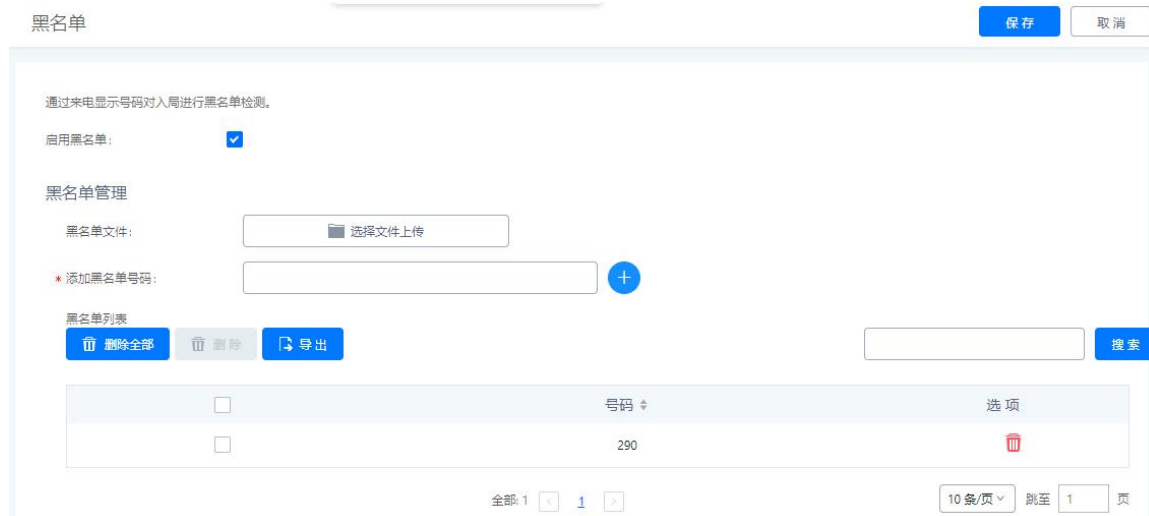 黑名单 保存 取消
通过来电显示号码对入局进行黑名单检测。
启用黑名单:
黑名单管理
黑名单文件: 选择文件上传
* 添加黑名单号码:
黑名单列表
删除全部 删除 导出 搜索
号码 选项
290
全部: 1 < 1 > 10 条/页 跳至 1 页